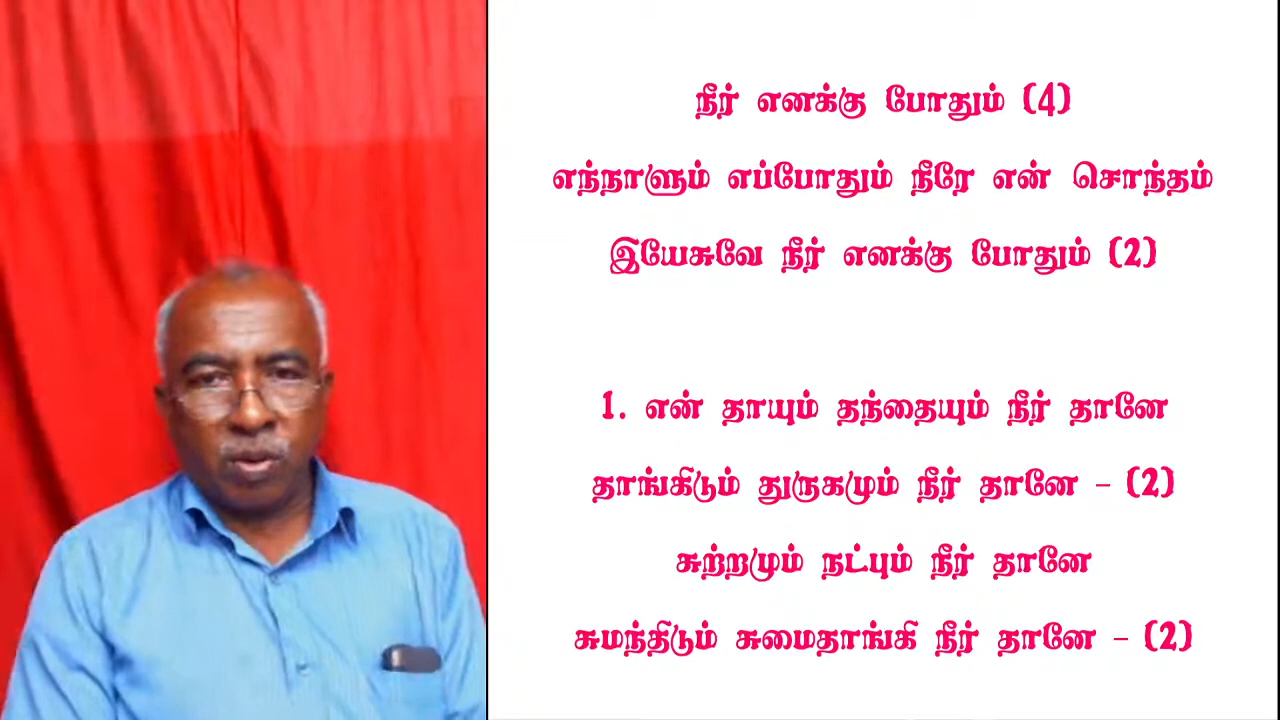 நீர் எனக்கு போதும் (4)
எந்நாளும் எப்போதும் நீரே என் சொந்தம்
இயேசுவே நீர் எனக்கு போதும் (2)
1. என் தாயும் தந்தையும் நீர் தானே
தாங்கிடும் துருகமும் நீர் தானே – (2)
சுற்றமும் நட்பும் நீர் தானே
சுமந்திடும் சுமைதாங்கி நீர் தானே – (2)